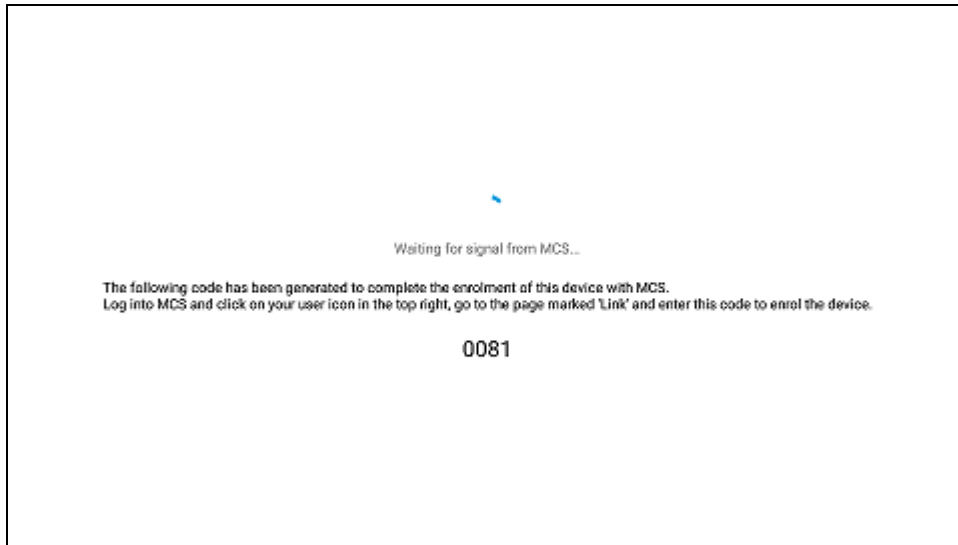 Waiting for signal from MCS...
The following code has been generated to complete the enrolment of this device with MCS.
Log into MCS and click on your user icon in the top right, go to the page marked 'Link' and enter this code to enrol the device.
0081